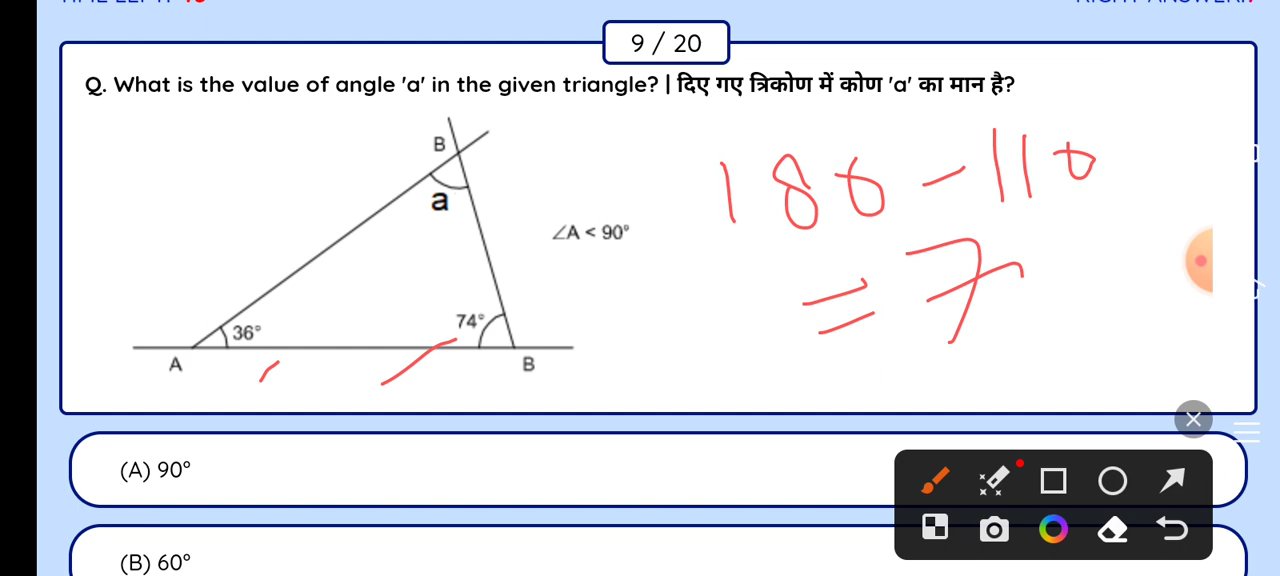 9 / 20
Q. What is the value of angle 'a' in the given triangle? | दिए गए त्रिकोण में कोण 'a' का मान है?
B
a
∠A < 90°
36°
74°
A
B
180 - 110
= 7
(A) 90°
(B) 60°